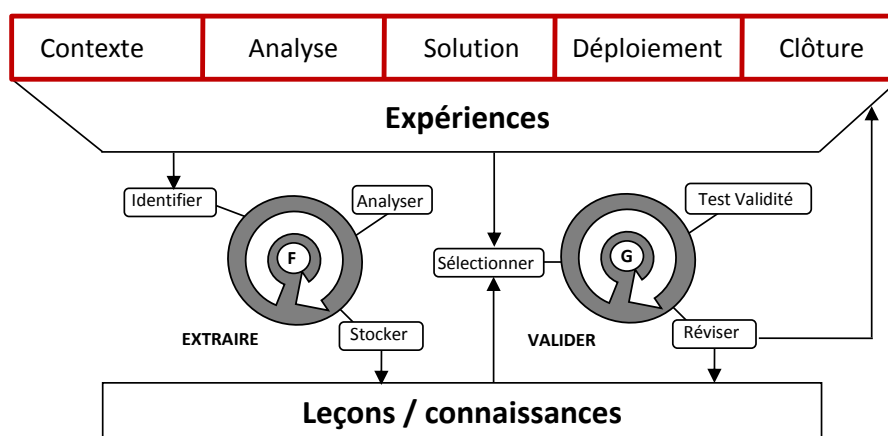 Contexte
Analyse
Solution
Déploiement
Clôture
Expériences
Identifier
Analyser
F
Stocker
EXTRAIRE
Sélectionner
Test Validité
G
Réviser
VALIDER
Leçons / connaissances